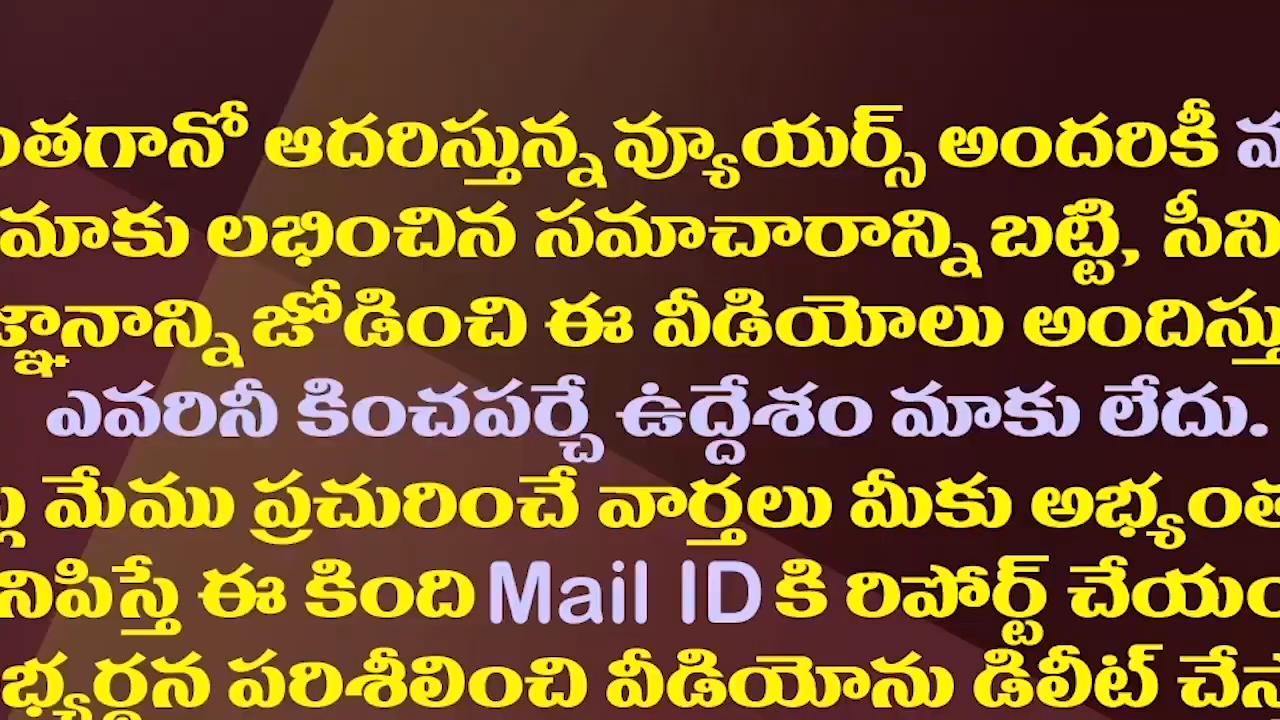 ంతగానో ఆదరిస్తున్న వ్యూయర్స్ అందరికీ
మాకు లభించిన సమాచారాన్ని బట్టి, సీని
జ్ఞానాన్ని జోడించి ఈ వీడియోలు అందిస్తు
ఎవరినీ కించపర్చే ఉద్దేశం మాకు లేదు.
మేము ప్రచురించే వార్తలు మీకు అభ్యంత
నిపిస్తే ఈ కింది Mail ID కి రిపోర్ట్ చేయం
భ్యర్థన పరిశీలించి వీడియోను డిలీట్ చేస